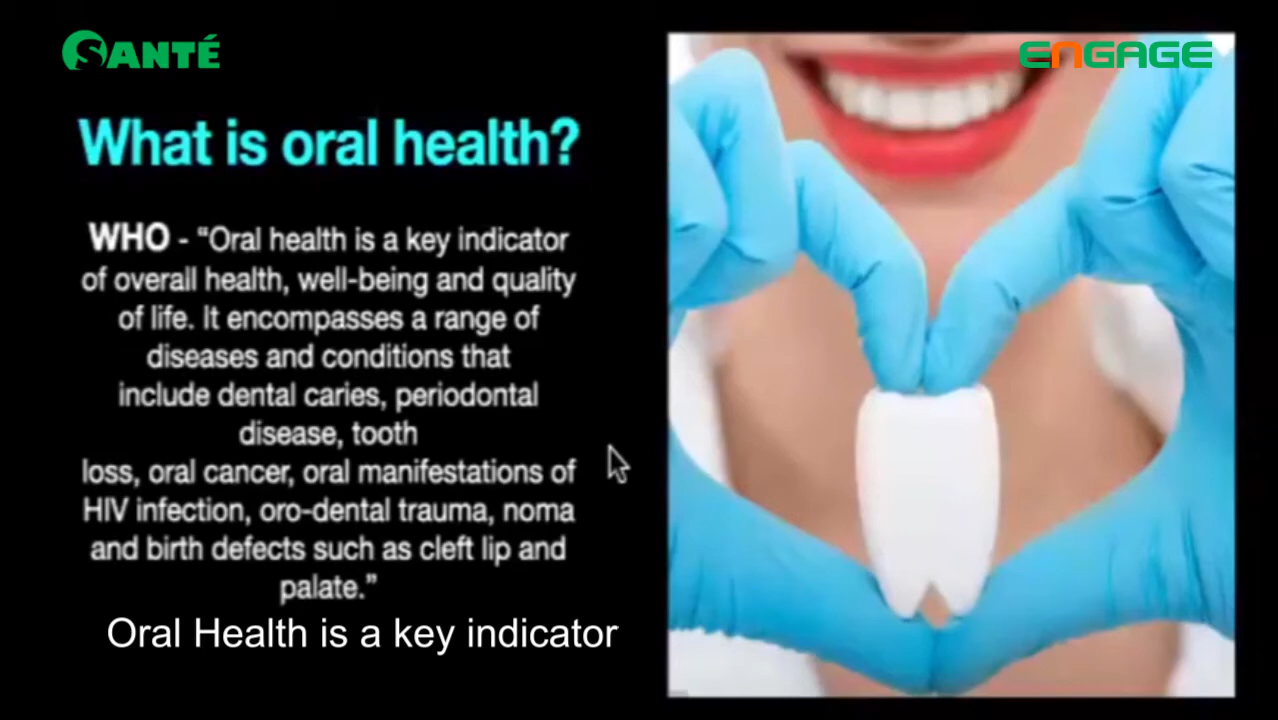 SANTÉ
ENGAGE
What is oral health?
WHO - “Oral health is a key indicator
of overall health, well-being and quality
of life. It encompasses a range of
diseases and conditions that
include dental caries, periodontal
disease, tooth
loss, oral cancer, oral manifestations of
HIV infection, oro-dental trauma, noma
and birth defects such as cleft lip and
palate.”
Oral Health is a key indicator